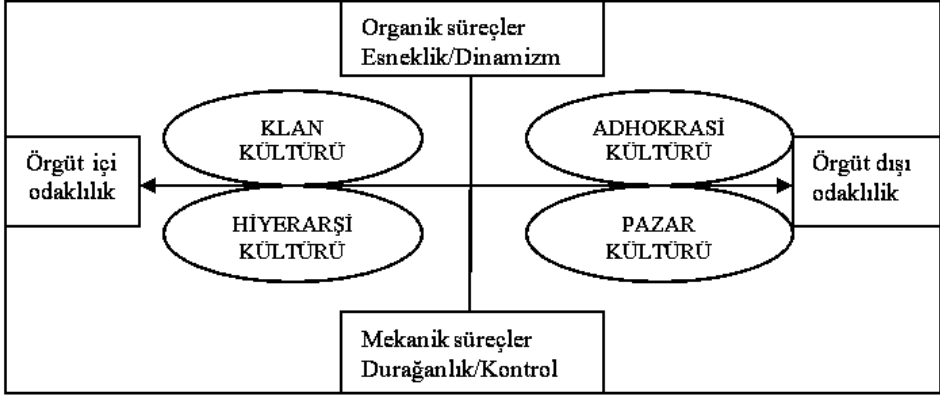 Organik süreçler
Esneklik/Dinamizm
KLAN
KÜLTÜRÜ
ADHOKRASİ
KÜLTÜRÜ
Örgüt içi
odaklılık
Örgüt dışı
odaklilik
HİYERARŞİ
KÜLTÜRÜ
PAZAR
KÜLTÜRÜ
Mekanik süreçler
Durağanlık/Kontrol